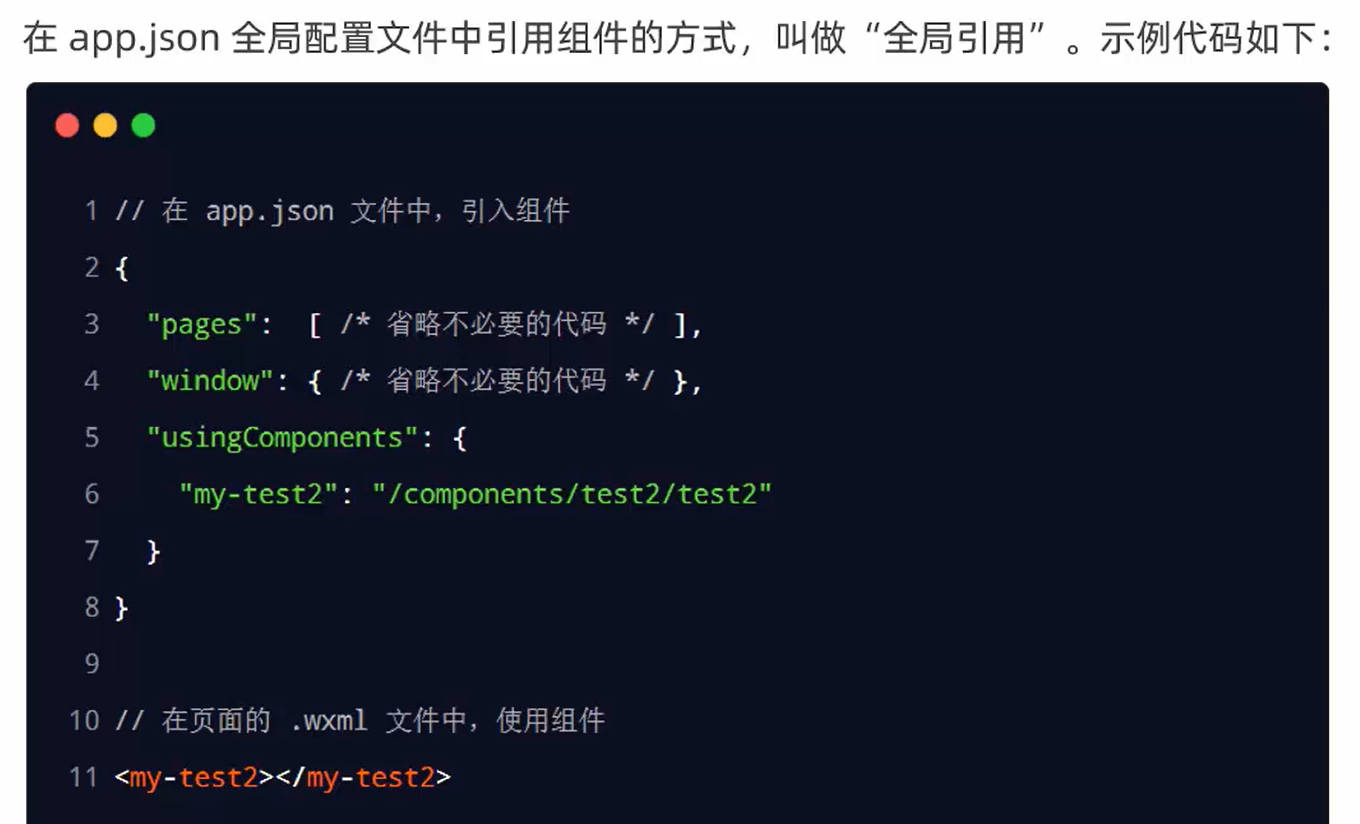 在 app.json 全局配置文件中引用组件的方式，叫做“全局引用”。示例代码如下：
1 // 在 app.json 文件中，引入组件
2 {
3   "pages":  [ /* 省略不必要的代码 */ ],
4   "window": { /* 省略不必要的代码 */ },
5   "usingComponents": {
6     "my-test2": "/components/test2/test2"
7   }
8 }
9
10 // 在页面的 .wxml 文件中，使用组件
11 <my-test2></my-test2>